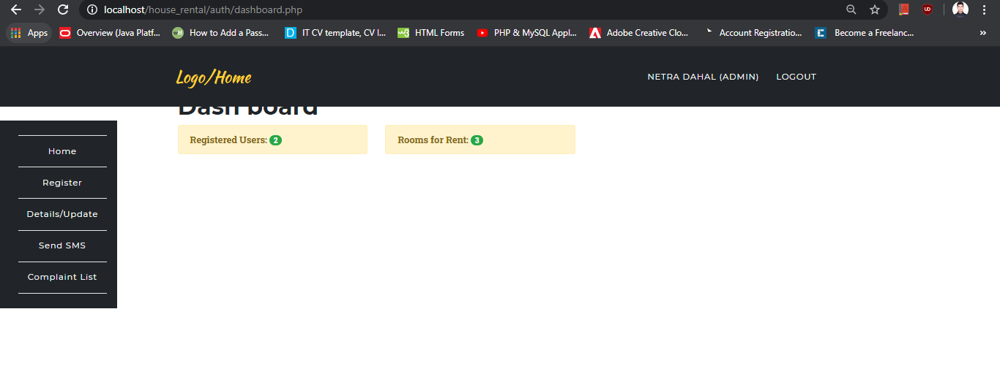 localhost/house_rental/auth/dashboard.php
Apps Overview (Java Platf... How to Add a Pass... IT CV template, CV l... HTML Forms PHP & MySQL Appl... Adobe Creative Clo... Account Registratio... Become a Freelanc... »
Logo/Home NETRA DAHAL (ADMIN) LOGOUT
Dash board
Registered Users: 2 Rooms for Rent: 3
Home
Register
Details/Update
Send SMS
Complaint List